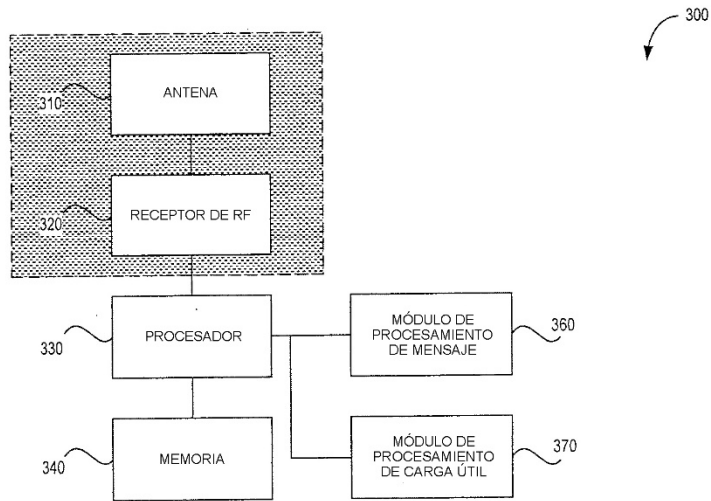 300
ANTENA
310
RECEPTOR DE RF
320
PROCESADOR
330
MÓDULO DE
PROCESAMIENTO
DE MENSAJE
360
MEMORIA
340
MÓDULO DE
PROCESAMIENTO
DE CARGA ÚTIL
370